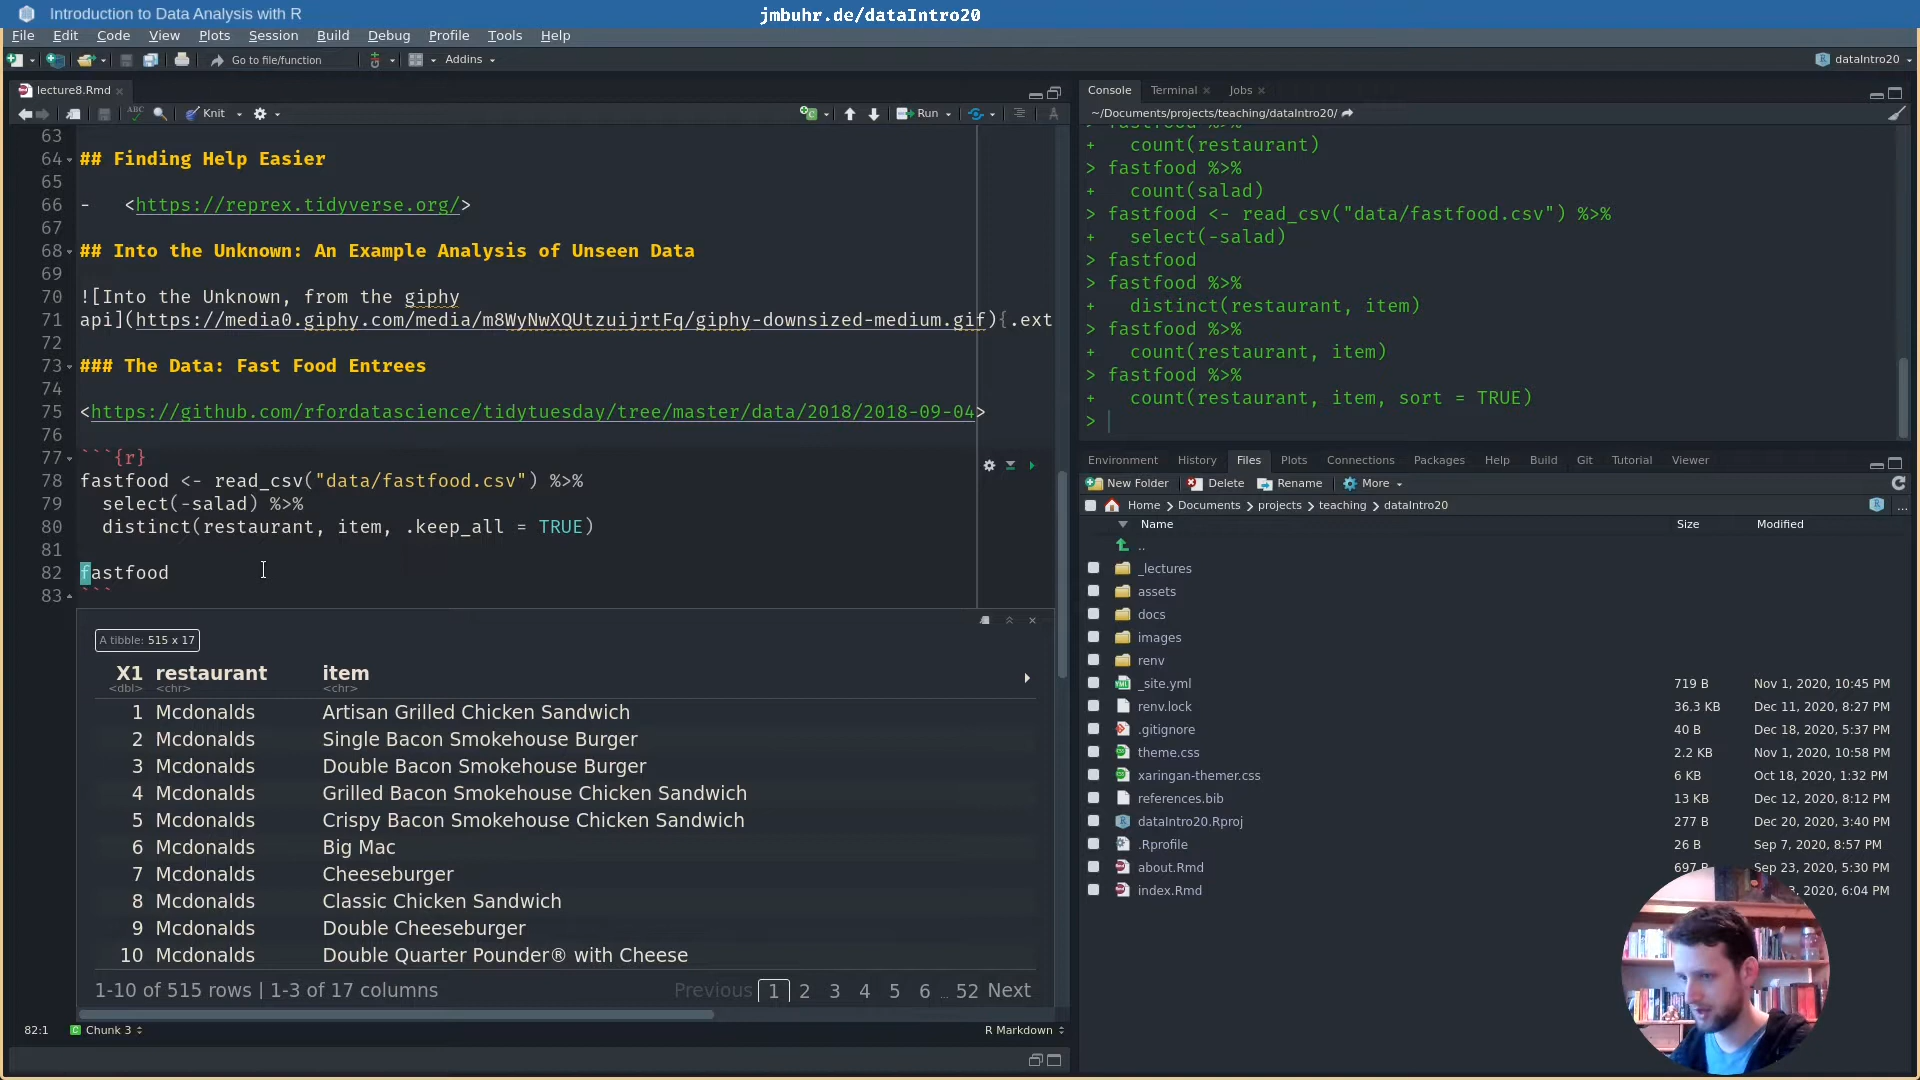 Introduction to Data Analysis with R
jmbuhr.de/dataIntro20
File Edit Code View Plots Session Build Debug Profile Tools Help
Go to file/function
Addins
dataIntro20
lecture8.Rmd
ABC
Knit
Run
63
64 ## Finding Help Easier
65
66 - <https://reprex.tidyverse.org/>
67
68 ## Into the Unknown: An Example Analysis of Unseen Data
69
70 ![Into the Unknown, from the giphy
71 api](https://media0.giphy.com/media/m8WyNwXQUtzuijrtFq/giphy-downsized-medium.gif){.ext
72
73 ### The Data: Fast Food Entrees
74
75 <https://github.com/rfordatascience/tidytuesday/tree/master/data/2018/2018-09-04>
76
77 ```{r}
78 fastfood <- read_csv("data/fastfood.csv") %>%
79 select(-salad) %>%
80 distinct(restaurant, item, .keep_all = TRUE)
81
82 fastfood
83 ```
A tibble: 515 x 17
X1 restaurant item
<dbl> <chr> <chr>
1 Mcdonalds Artisan Grilled Chicken Sandwich
2 Mcdonalds Single Bacon Smokehouse Burger
3 Mcdonalds Double Bacon Smokehouse Burger
4 Mcdonalds Grilled Bacon Smokehouse Chicken Sandwich
5 Mcdonalds Crispy Bacon Smokehouse Chicken Sandwich
6 Mcdonalds Big Mac
7 Mcdonalds Cheeseburger
8 Mcdonalds Classic Chicken Sandwich
9 Mcdonalds Double Cheeseburger
10 Mcdonalds Double Quarter Pounder® with Cheese
1-10 of 515 rows | 1-3 of 17 columns
Previous 1 2 3 4 5 6 ... 52 Next
82:1 Chunk 3
R Markdown
Console Terminal Jobs
~/Documents/projects/teaching/dataIntro20/
> fastfood %>%
+ count(restaurant)
> fastfood %>%
+ count(salad)
> fastfood <- read_csv("data/fastfood.csv") %>%
+ select(-salad)
> fastfood
> fastfood %>%
+ distinct(restaurant, item)
> fastfood %>%
+ count(restaurant, item)
> fastfood %>%
+ count(restaurant, item, sort = TRUE)
>
Environment History Files Plots Connections Packages Help Build Git Tutorial Viewer
New Folder Delete Rename More
Home Documents projects teaching dataIntro20 ...
Name Size Modified
..
_lectures
assets
docs
images
renv
_site.yml 719 B Nov 1, 2020, 10:45 PM
renv.lock 36.3 KB Dec 11, 2020, 8:27 PM
.gitignore 40 B Dec 18, 2020, 5:37 PM
theme.css 2.2 KB Nov 1, 2020, 10:58 PM
xaringan-themer.css 6 KB Oct 18, 2020, 1:32 PM
references.bib 13 KB Dec 12, 2020, 8:12 PM
dataIntro20.Rproj 277 B Dec 20, 2020, 3:40 PM
.Rprofile 26 B Sep 7, 2020, 8:57 PM
about.Rmd 697 B Sep 23, 2020, 5:30 PM
index.Rmd 2020, 6:04 PM